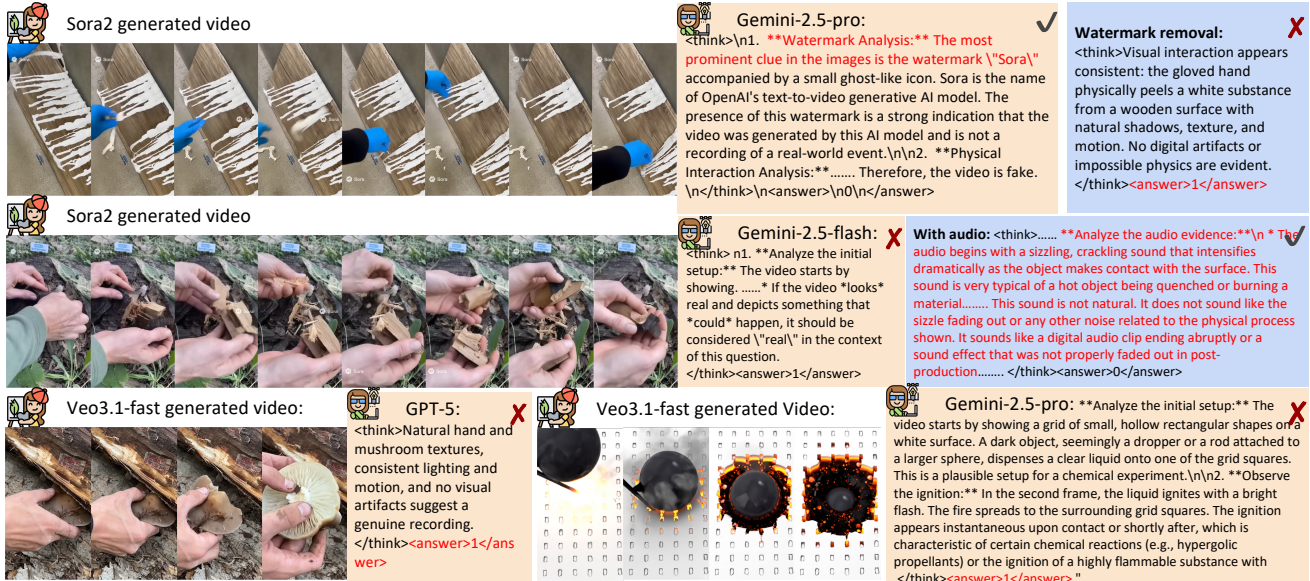 Sora2 generated video
Gemini-2.5-pro:
<think>\n1. **Watermark Analysis:** The most
prominent clue in the images is the watermark \"Sora\"
accompanied by a small ghost-like icon. Sora is the name
of OpenAI's text-to-video generative AI model. The
presence of this watermark is a strong indication that the
video was generated by this AI model and is not a
recording of a real-world event.\n\n2. **Physical
Interaction Analysis:**....... Therefore, the video is fake.
\n</think>\n<answer>\n0\n</answer>
Watermark removal:
<think>Visual interaction appears
consistent: the gloved hand
physically peels a white substance
from a wooden surface with
natural shadows, texture, and
motion. No digital artifacts or
impossible physics are evident.
</think><answer>1</answer>
Sora
Sora
Sora
Sora
Sora
Sora
Sora2 generated video
Gemini-2.5-flash:
<think> n1. **Analyze the initial
setup:** The video starts by
showing. ......* If the video *looks*
real and depicts something that
*could* happen, it should be
considered \"real\" in the context
of this question.
</think><answer>1</answer>
With audio: <think>...... **Analyze the audio evidence:**\n * The
audio begins with a sizzling, crackling sound that intensifies
dramatically as the object makes contact with the surface. This
sound is very typical of a hot object being quenched or burning a
material........ This sound is not natural. It does not sound like the
sizzle fading out or any other noise related to the physical process
shown. It sounds like a digital audio clip ending abruptly or a
sound effect that was not properly faded out in post-
production........ </think><answer>0</answer>
Veo3.1-fast generated video:
GPT-5:
<think>Natural hand and
mushroom textures,
consistent lighting and
motion, and no visual
artifacts suggest a
genuine recording.
</think><answer>1</ans
wer>
Veo3.1-fast generated Video:
Gemini-2.5-pro: **Analyze the initial setup:** The
video starts by showing a grid of small, hollow rectangular shapes on a
white surface. A dark object, seemingly a dropper or a rod attached to
a larger sphere, dispenses a clear liquid onto one of the grid squares.
This is a plausible setup for a chemical experiment.\n\n2. **Observe
the ignition:** In the second frame, the liquid ignites with a bright
flash. The fire spreads to the surrounding grid squares. The ignition
appears instantaneous upon contact or shortly after, which is
characteristic of certain chemical reactions (e.g., hypergolic
propellants) or the ignition of a highly flammable substance with
</think><answer>1</answer> "